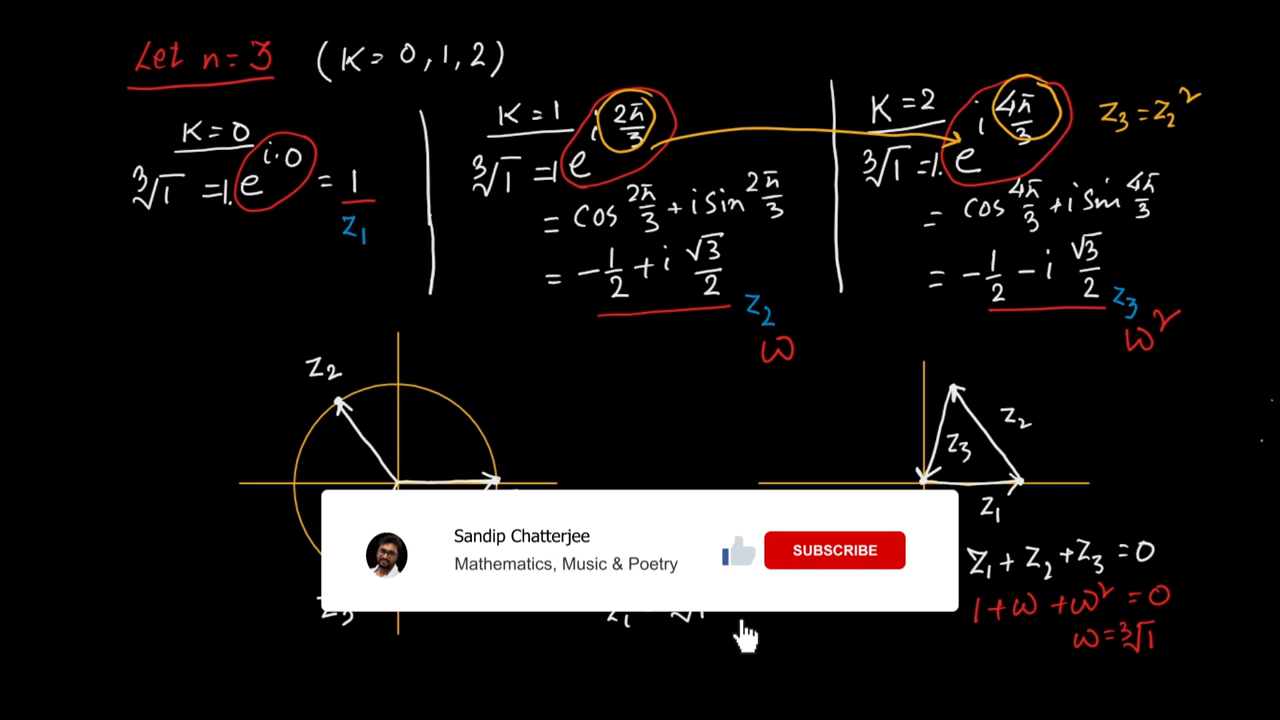 Let n = 3 (K = 0, 1, 2)
K = 0
∛1 = 1. e^{i·0} = 1
z₁
K = 1
∛1 = 1 e^{i 2π/3}
= cos 2π/3 + i sin 2π/3
= -1/2 + i √3/2
z₂
ω
K = 2
z₃ = z₂²
∛1 = 1. e^{i 4π/3}
= cos 4π/3 + i sin 4π/3
= -1/2 - i √3/2
z₃
ω²
z₂
z₂
z₃
z₁
Sandip Chatterjee
Mathematics, Music & Poetry
SUBSCRIBE
z₁ + z₂ + z₃ = 0
1 + ω + ω² = 0
ω = ∛1
z₃